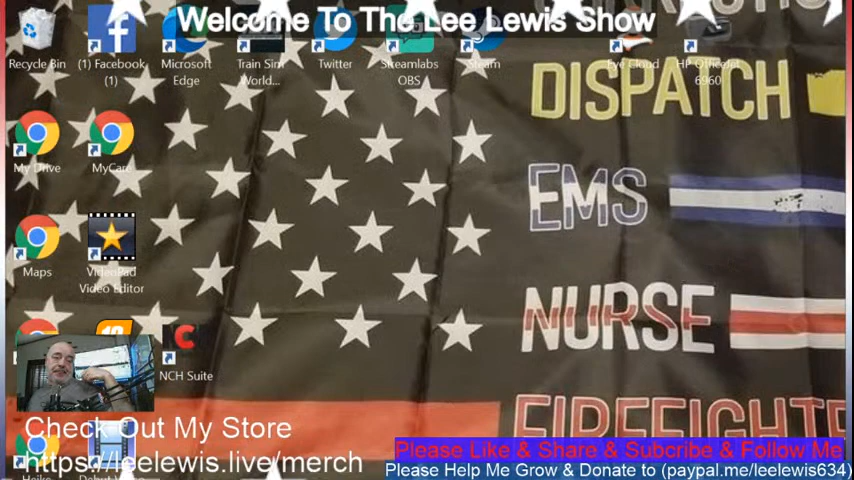 Welcome To The Lee Lewis Show
Recycle Bin
(1) Facebook (1)
Microsoft Edge
Train Sim World...
Twitter
Streamlabs OBS
Steam
Eye Cloud
HP OfficeJet 6960
DISPATCH
My Drive
MyCare
EMS
Maps
VideoPad Video Editor
NURSE
NCH Suite
FIREFIGHTE
Check Out My Store
https://leelewis.live/merch
Please Like & Share & Subcribe & Follow Me
Please Help Me Grow & Donate to (paypal.me/leelewis634)